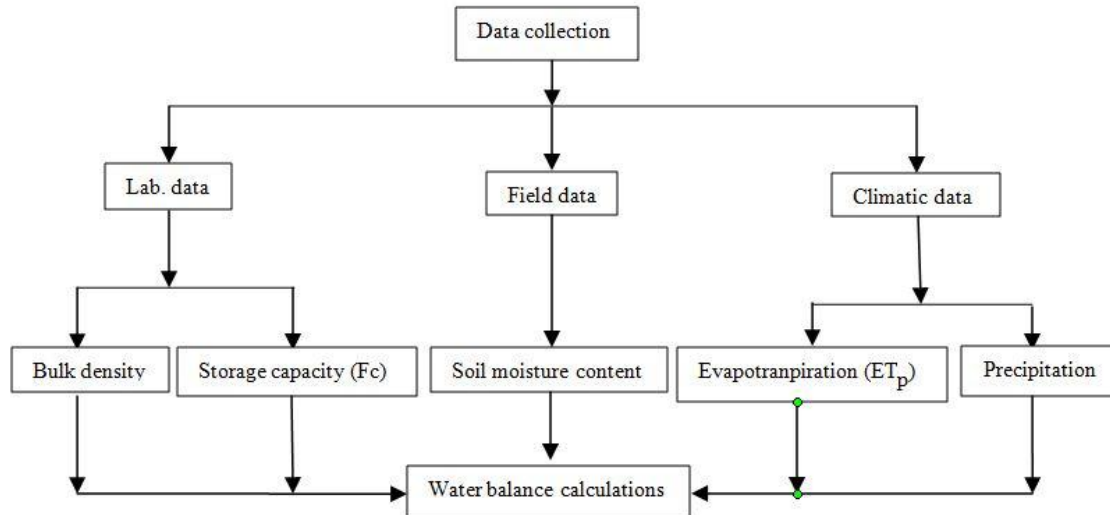 Data collection
Lab. data
Field data
Climatic data
Bulk density
Storage capacity (Fc)
Soil moisture content
Evapotranpiration (ETp)
Precipitation
Water balance calculations